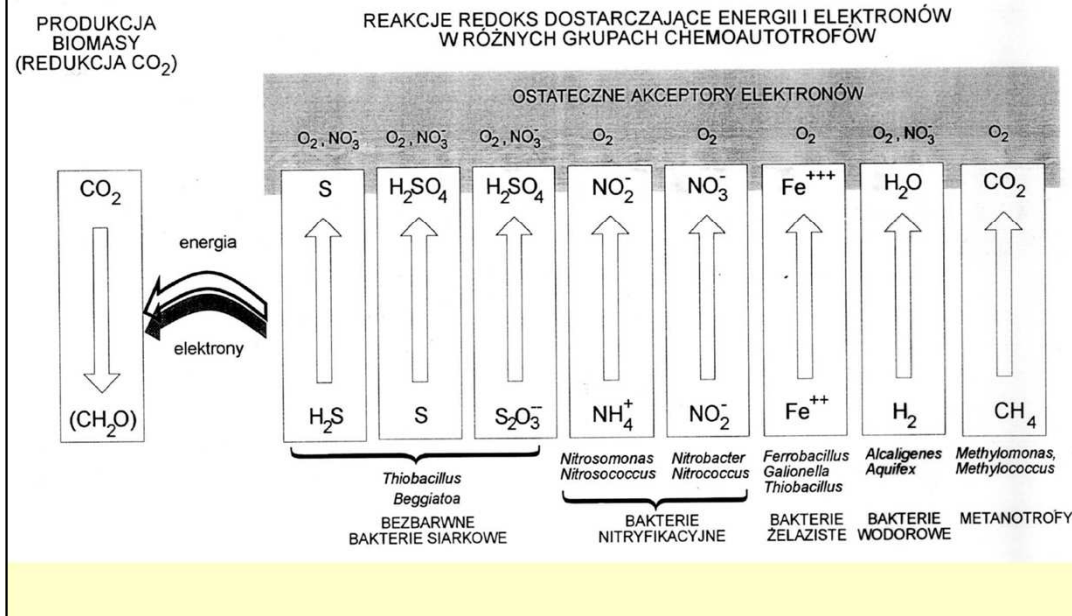 PRODUKCJA
BIOMASY
(REDUKCJA CO₂)
REAKCJE REDOKS DOSTARCZAJĄCE ENERGII I ELEKTRONÓW
W RÓŻNYCH GRUPACH CHEMOAUTOTROFÓW
OSTATECZNE AKCEPTORY ELEKTRONÓW
O₂, NO₃⁻ O₂, NO₃⁻ O₂, NO₃⁻ O₂ O₂ O₂ O₂, NO₃⁻ O₂
CO₂ S H₂SO₄ H₂SO₄ NO₂⁻ NO₃⁻ Fe⁺⁺⁺ H₂O CO₂
energia
elektrony
(CH₂O) H₂S S S₂O₃⁻⁻ NH₄⁺ NO₂⁻ Fe⁺⁺ H₂ CH₄
Thiobacillus
Beggiatoa
BEZBARWNE
BAKTERIE SIARKOWE
Nitrosomonas
Nitrosococcus
Nitrobacter
Nitrococcus
BAKTERIE
NITRYFIKACYJNE
Ferrobacillus
Galionella
Thiobacillus
BAKTERIE
ŻELAZISTE
Alcaligenes
Aquifex
BAKTERIE
WODOROWE
Methylomonas,
Methylococcus
METANOTROFY